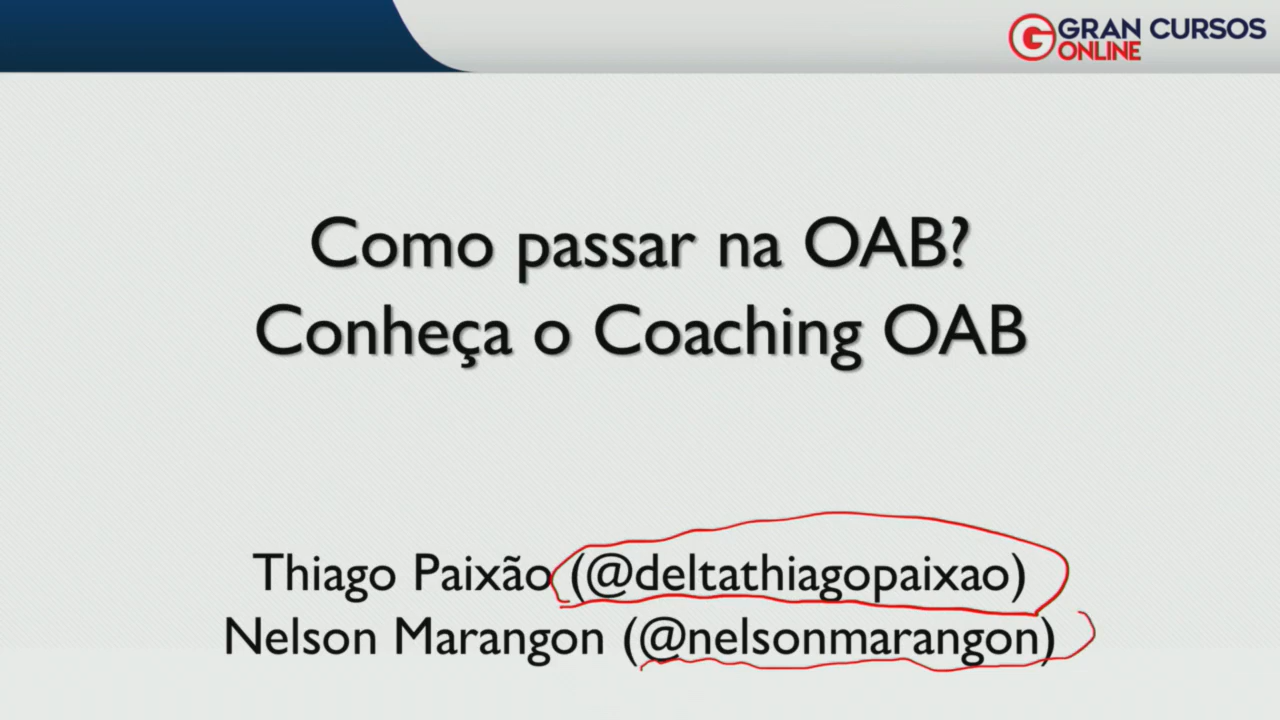 GRAN CURSOS
ONLINE
Como passar na OAB?
Conheça o Coaching OAB
Thiago Paixão (@deltathiagopaixao)
Nelson Marangon (@nelsonmarangon)